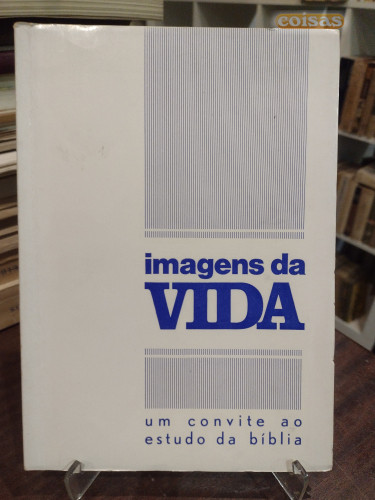 coisas
imagens da
VIDA
um convite ao
estudo da bíblia